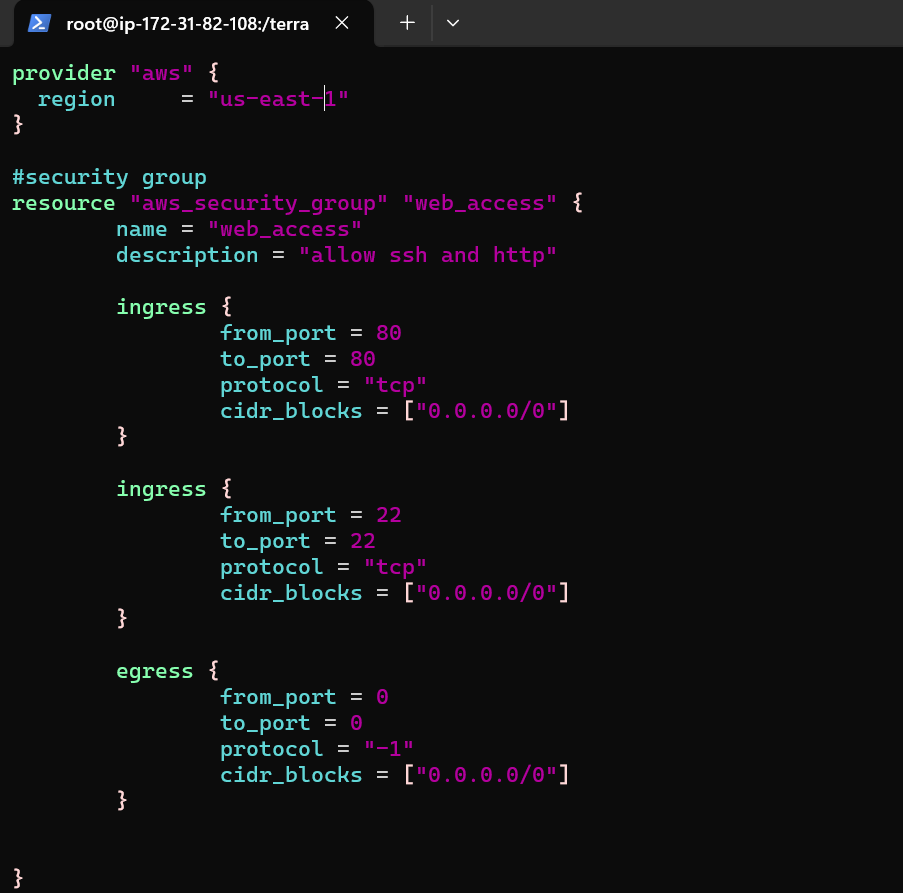 root@ip-172-31-82-108:/terra
provider "aws" {
  region     = "us-east-1"
}

#security group
resource "aws_security_group" "web_access" {
        name = "web_access"
        description = "allow ssh and http"

        ingress {
                from_port = 80
                to_port = 80
                protocol = "tcp"
                cidr_blocks = ["0.0.0.0/0"]
        }

        ingress {
                from_port = 22
                to_port = 22
                protocol = "tcp"
                cidr_blocks = ["0.0.0.0/0"]
        }

        egress {
                from_port = 0
                to_port = 0
                protocol = "-1"
                cidr_blocks = ["0.0.0.0/0"]
        }


}